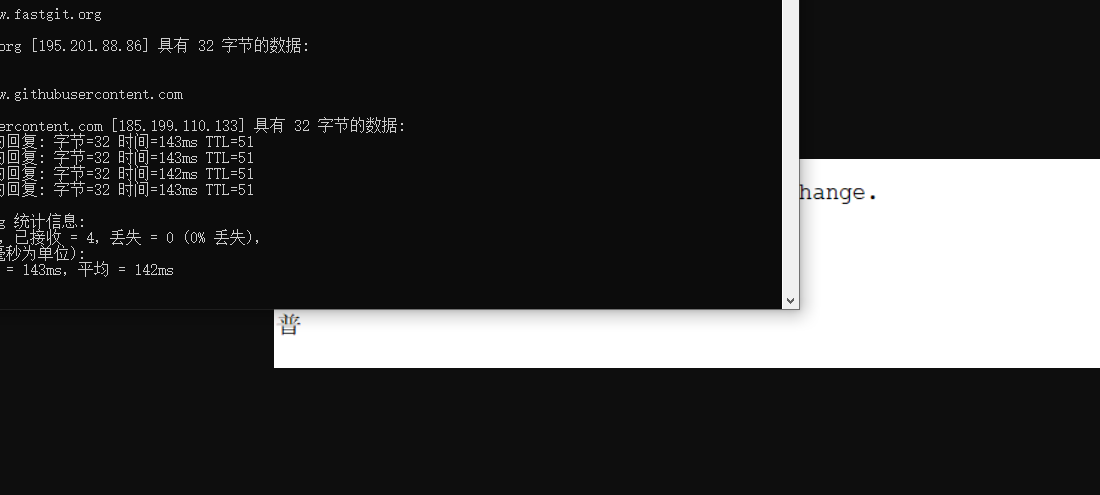 w.fastgit.org
org [195.201.88.86] 具有 32 字节的数据:
w.githubusercontent.com
ercontent.com [185.199.110.133] 具有 32 字节的数据:
的回复: 字节=32 时间=143ms TTL=51
的回复: 字节=32 时间=143ms TTL=51
的回复: 字节=32 时间=142ms TTL=51
的回复: 字节=32 时间=143ms TTL=51
g 统计信息:
, 已接收 = 4, 丢失 = 0 (0% 丢失),
毫秒为单位):
= 143ms, 平均 = 142ms
hange.
普